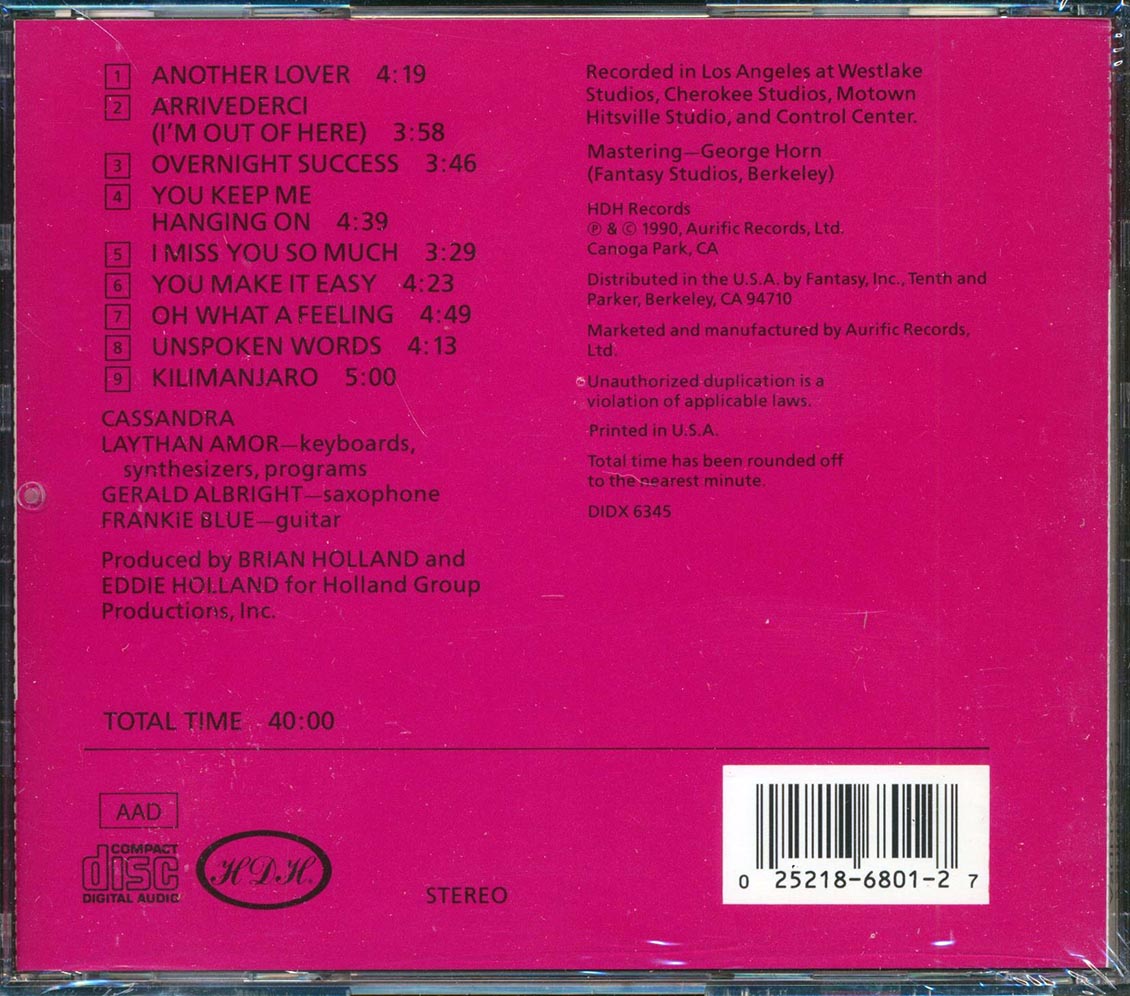 1 ANOTHER LOVER 4:19
2 ARRIVEDERCI
(I'M OUT OF HERE) 3:58
3 OVERNIGHT SUCCESS 3:46
4 YOU KEEP ME
HANGING ON 4:39
5 I MISS YOU SO MUCH 3:29
6 YOU MAKE IT EASY 4:23
7 OH WHAT A FEELING 4:49
8 UNSPOKEN WORDS 4:13
9 KILIMANJARO 5:00
CASSANDRA
LAYTHAN AMOR—keyboards,
synthesizers, programs
GERALD ALBRIGHT—saxophone
FRANKIE BLUE—guitar
Produced by BRIAN HOLLAND and
EDDIE HOLLAND for Holland Group
Productions, Inc.
TOTAL TIME 40:00
Recorded in Los Angeles at Westlake
Studios, Cherokee Studios, Motown
Hitsville Studio, and Control Center.
Mastering—George Horn
(Fantasy Studios, Berkeley)
HDH Records
℗ & © 1990, Aurific Records, Ltd.
Canoga Park, CA
Distributed in the U.S.A. by Fantasy, Inc., Tenth and
Parker, Berkeley, CA 94710
Marketed and manufactured by Aurific Records,
Ltd.
Unauthorized duplication is a
violation of applicable laws.
Printed in U.S.A.
Total time has been rounded off
to the nearest minute.
DIDX 6345
AAD
COMPACT
disc
DIGITAL AUDIO
H.D.H.
STEREO
0 25218-6801-2 7